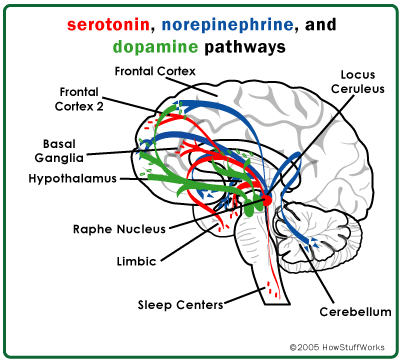 serotonin, norepinephrine, and
dopamine pathways
Frontal Cortex
Locus
Ceruleus
Frontal
Cortex 2
Basal
Ganglia
Hypothalamus
Raphe Nucleus
Limbic
Sleep Centers
Cerebellum
©2005 HowStuffWorks